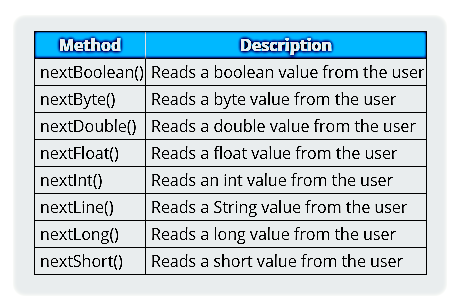 Method Description
nextBoolean() Reads a boolean value from the user
nextByte() Reads a byte value from the user
nextDouble() Reads a double value from the user
nextFloat() Reads a float value from the user
nextInt() Reads an int value from the user
nextLine() Reads a String value from the user
nextLong() Reads a long value from the user
nextShort() Reads a short value from the user